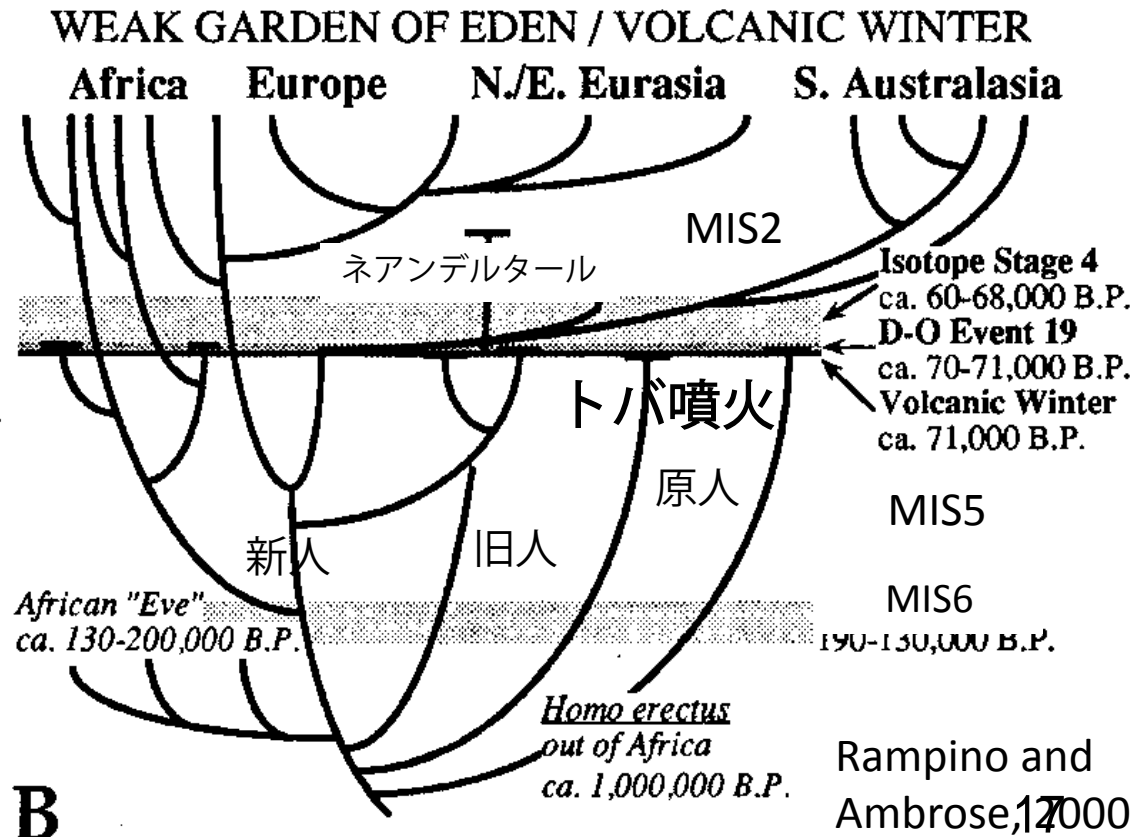 WEAK GARDEN OF EDEN / VOLCANIC WINTER
Africa Europe N./E. Eurasia S. Australasia
MIS2
ネアンデルタール
Isotope Stage 4
ca. 60-68,000 B.P.
D-O Event 19
ca. 70-71,000 B.P.
Volcanic Winter
ca. 71,000 B.P.
トバ噴火
原人
MIS5
新人
旧人
MIS6
190-130,000 B.P.
African "Eve"
ca. 130-200,000 B.P.
Homo erectus
out of Africa
ca. 1,000,000 B.P.
Rampino and
Ambrose, 2000
17
B